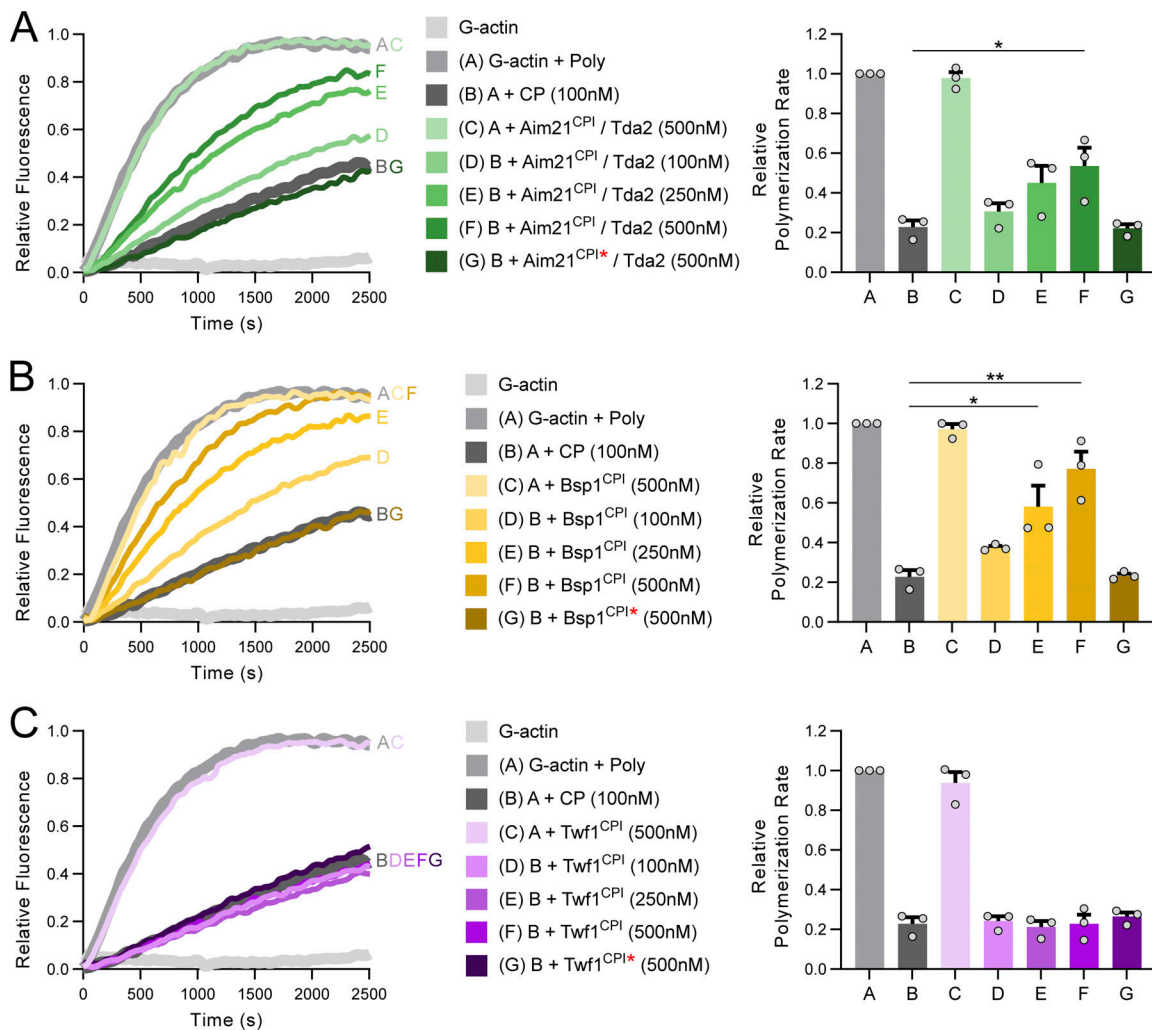 A
Relative Fluorescence
1.0
0.8
0.6
0.4
0.2
0.0
0
500
1000
1500
2000
2500
Time (s)
AC
F
E
D
BG
G-actin
(A) G-actin + Poly
(B) A + CP (100nM)
(C) A + Aim21CPI / Tda2 (500nM)
(D) B + Aim21CPI / Tda2 (100nM)
(E) B + Aim21CPI / Tda2 (250nM)
(F) B + Aim21CPI / Tda2 (500nM)
(G) B + Aim21CPI* / Tda2 (500nM)
Relative
Polymerization Rate
1.2
1.0
0.8
0.6
0.4
0.2
0.0
*
A B C D E F G
B
Relative Fluorescence
1.0
0.8
0.6
0.4
0.2
0.0
0
500
1000
1500
2000
2500
Time (s)
ACF
E
D
BG
G-actin
(A) G-actin + Poly
(B) A + CP (100nM)
(C) A + Bsp1CPI (500nM)
(D) B + Bsp1CPI (100nM)
(E) B + Bsp1CPI (250nM)
(F) B + Bsp1CPI (500nM)
(G) B + Bsp1CPI* (500nM)
Relative
Polymerization Rate
1.2
1.0
0.8
0.6
0.4
0.2
0.0
**
*
A B C D E F G
C
Relative Fluorescence
1.0
0.8
0.6
0.4
0.2
0.0
0
500
1000
1500
2000
2500
Time (s)
AC
BDEFG
G-actin
(A) G-actin + Poly
(B) A + CP (100nM)
(C) A + Twf1CPI (500nM)
(D) B + Twf1CPI (100nM)
(E) B + Twf1CPI (250nM)
(F) B + Twf1CPI (500nM)
(G) B + Twf1CPI* (500nM)
Relative
Polymerization Rate
1.2
1.0
0.8
0.6
0.4
0.2
0.0
A B C D E F G